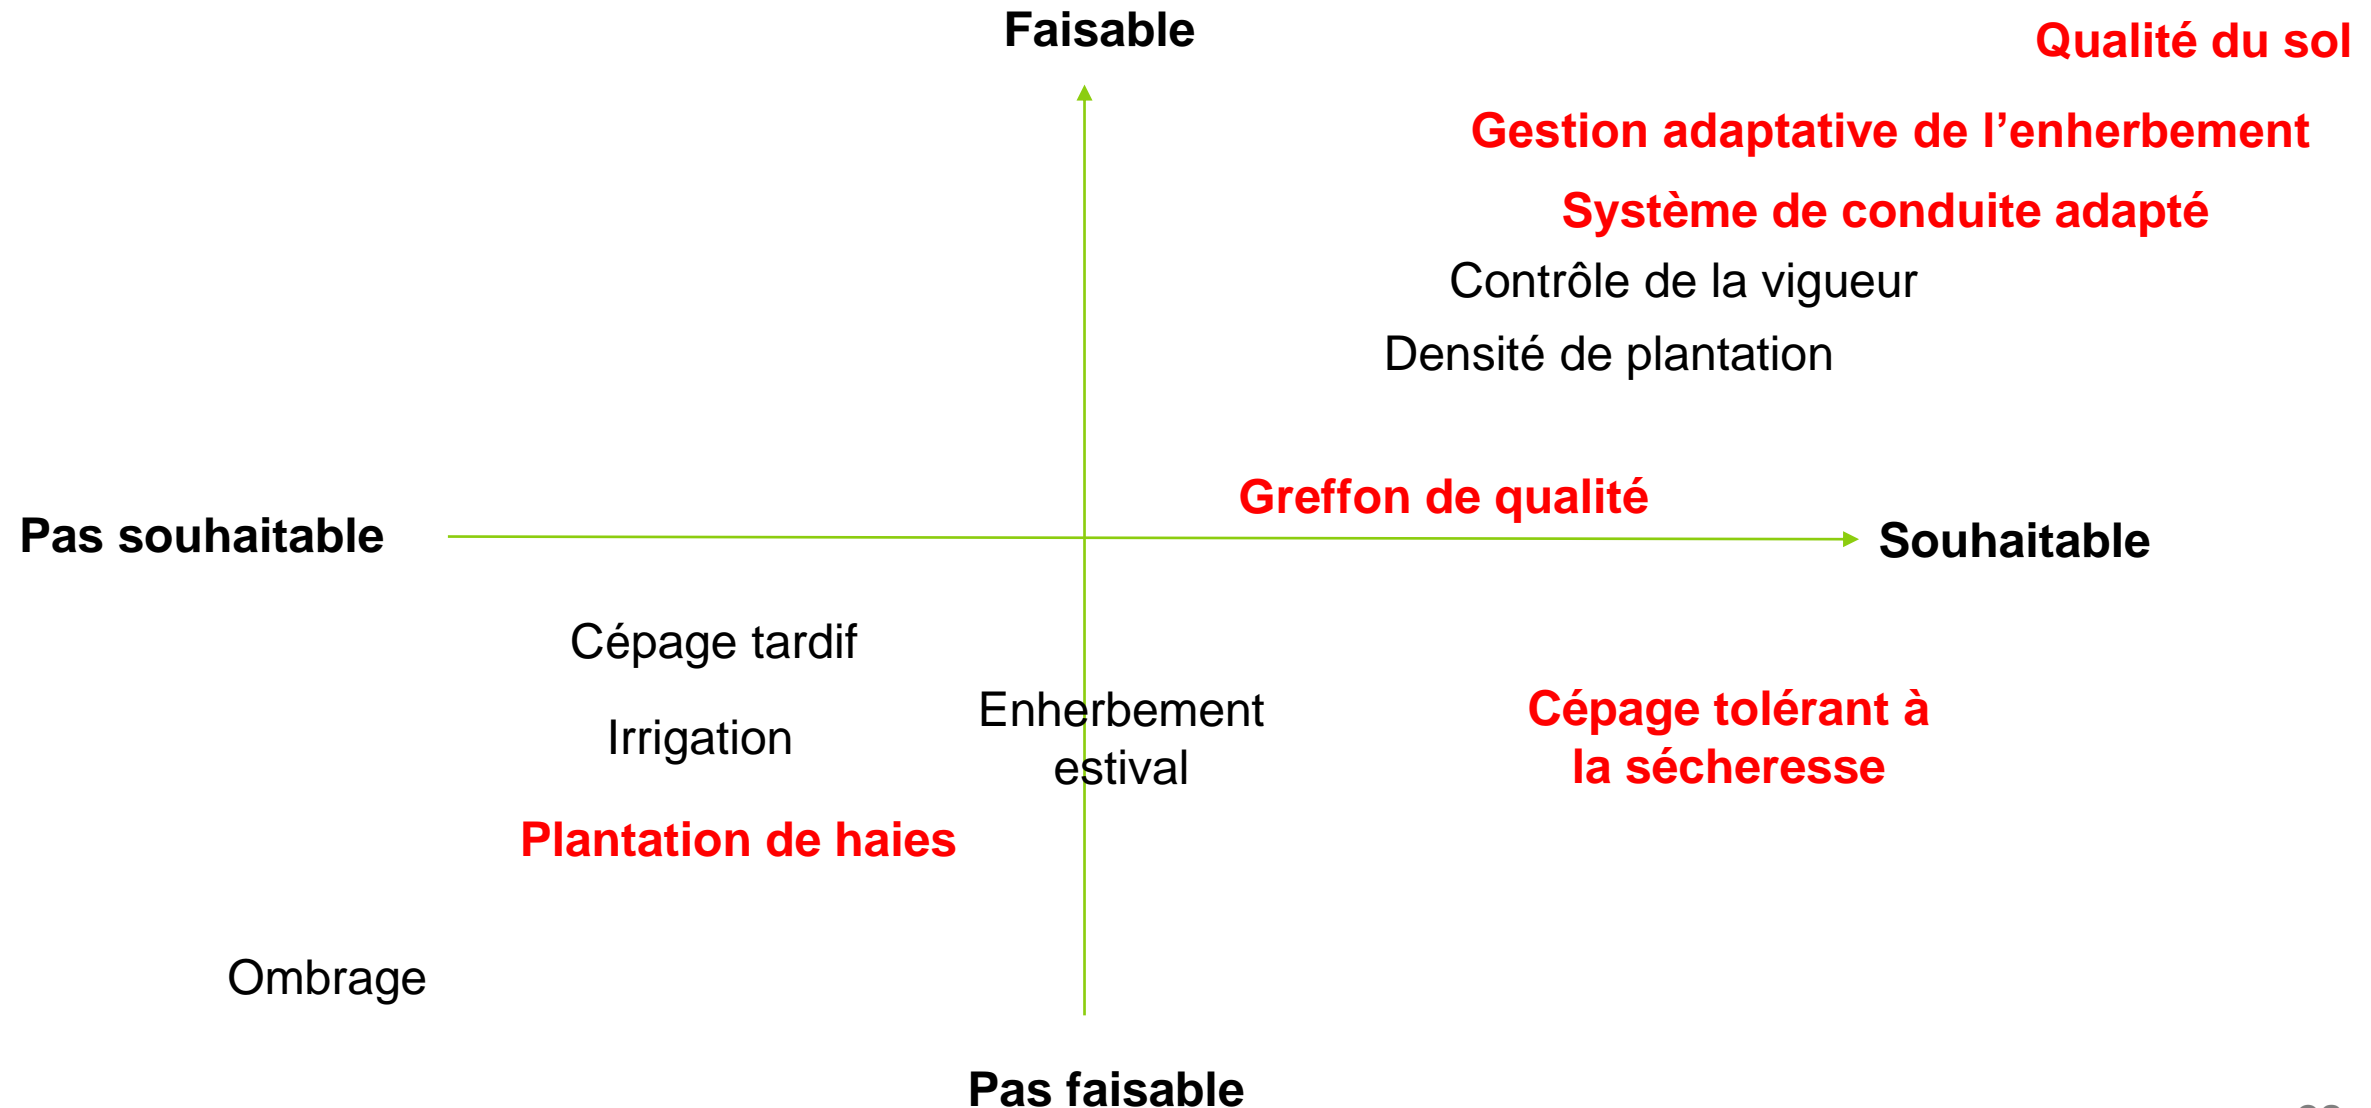 Faisable
Qualité du sol
Gestion adaptative de l’enherbement
Système de conduite adapté
Contrôle de la vigueur
Densité de plantation
Greffon de qualité
Pas souhaitable
Souhaitable
Cépage tardif
Irrigation
Enherbement
estival
Cépage tolérant à
la sécheresse
Plantation de haies
Ombrage
Pas faisable